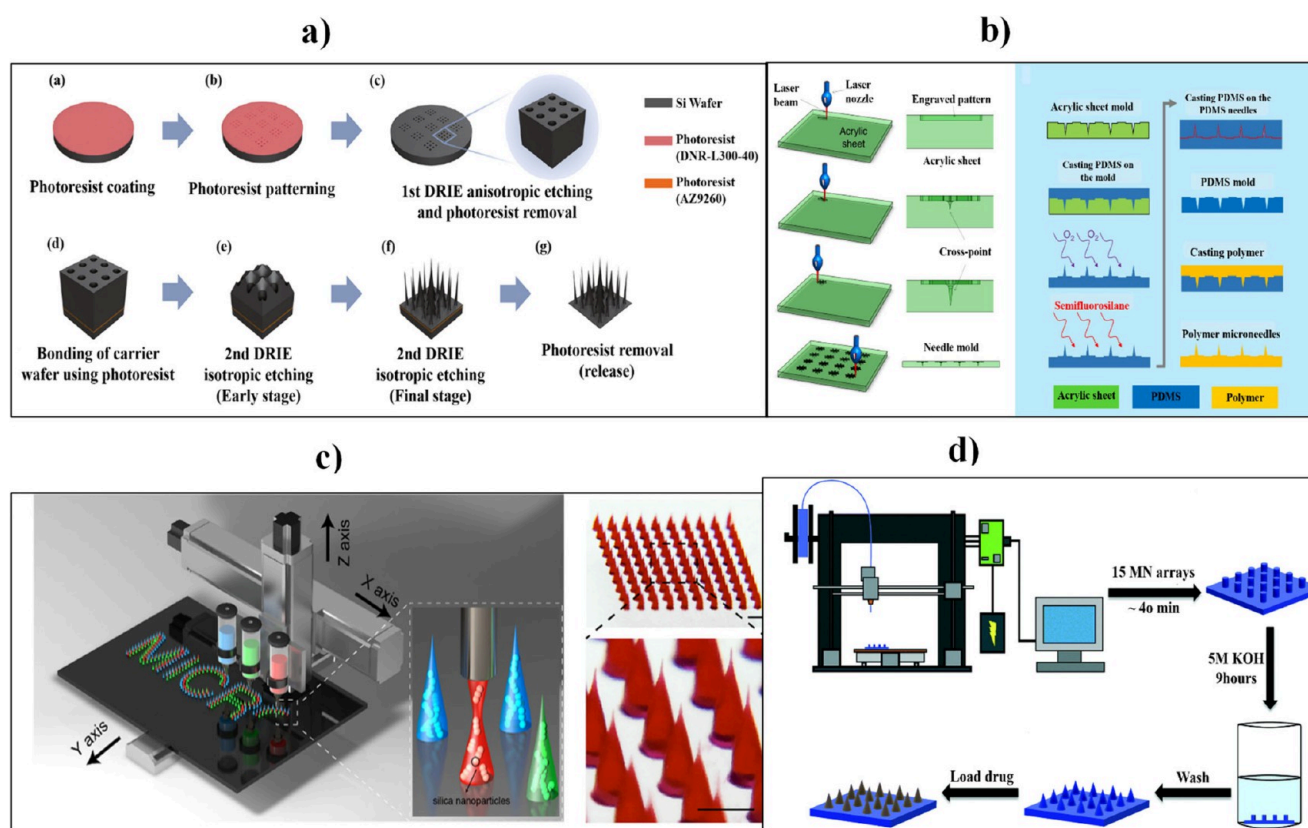 a)
(a)
(b)
(c)
Si Wafer
Photoresist
(DNR-L300-40)
Photoresist
(AZ9260)
Photoresist coating
Photoresist patterning
1st DRIE anisotropic etching
and photoresist removal
(d)
(e)
(f)
(g)
Bonding of carrier
wafer using photoresist
2nd DRIE
isotropic etching
(Early stage)
2nd DRIE
isotropic etching
(Final stage)
Photoresist removal
(release)
b)
Laser
beam
Laser
nozzle
Acrylic
sheet
Engraved pattern
Acrylic sheet
Cross-point
Needle mold
Acrylic sheet mold
Casting PDMS on
the mold
O₂ O₂
Semifluorosilane
Casting PDMS on the
PDMS needles
PDMS mold
Casting polymer
Polymer microneedles
Acrylic sheet
PDMS
Polymer
c)
Z axis
X axis
Y axis
silica nanoparticles
d)
15 MN arrays
~ 40 min
5M KOH
9hours
Wash
Load drug